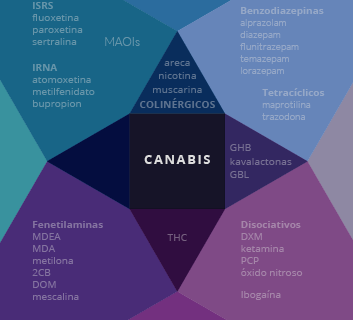 ISRS
fluoxetina
paroxetina
sertralina
MAOIs
IRNA
atomoxetina
metilfenidato
bupropion
areca
nicotina
muscarina
COLINÉRGICOS
Benzodiazepinas
alprazolam
diazepam
flunitrazepam
temazepam
lorazepam
Tetracíclicos
maprotilina
trazodona
CANABIS
GHB
kavalactonas
GBL
THC
Fenetilaminas
MDEA
MDA
metilona
2CB
DOM
mescalina
Disociativos
DXM
ketamina
PCP
óxido nitroso
Ibogaína